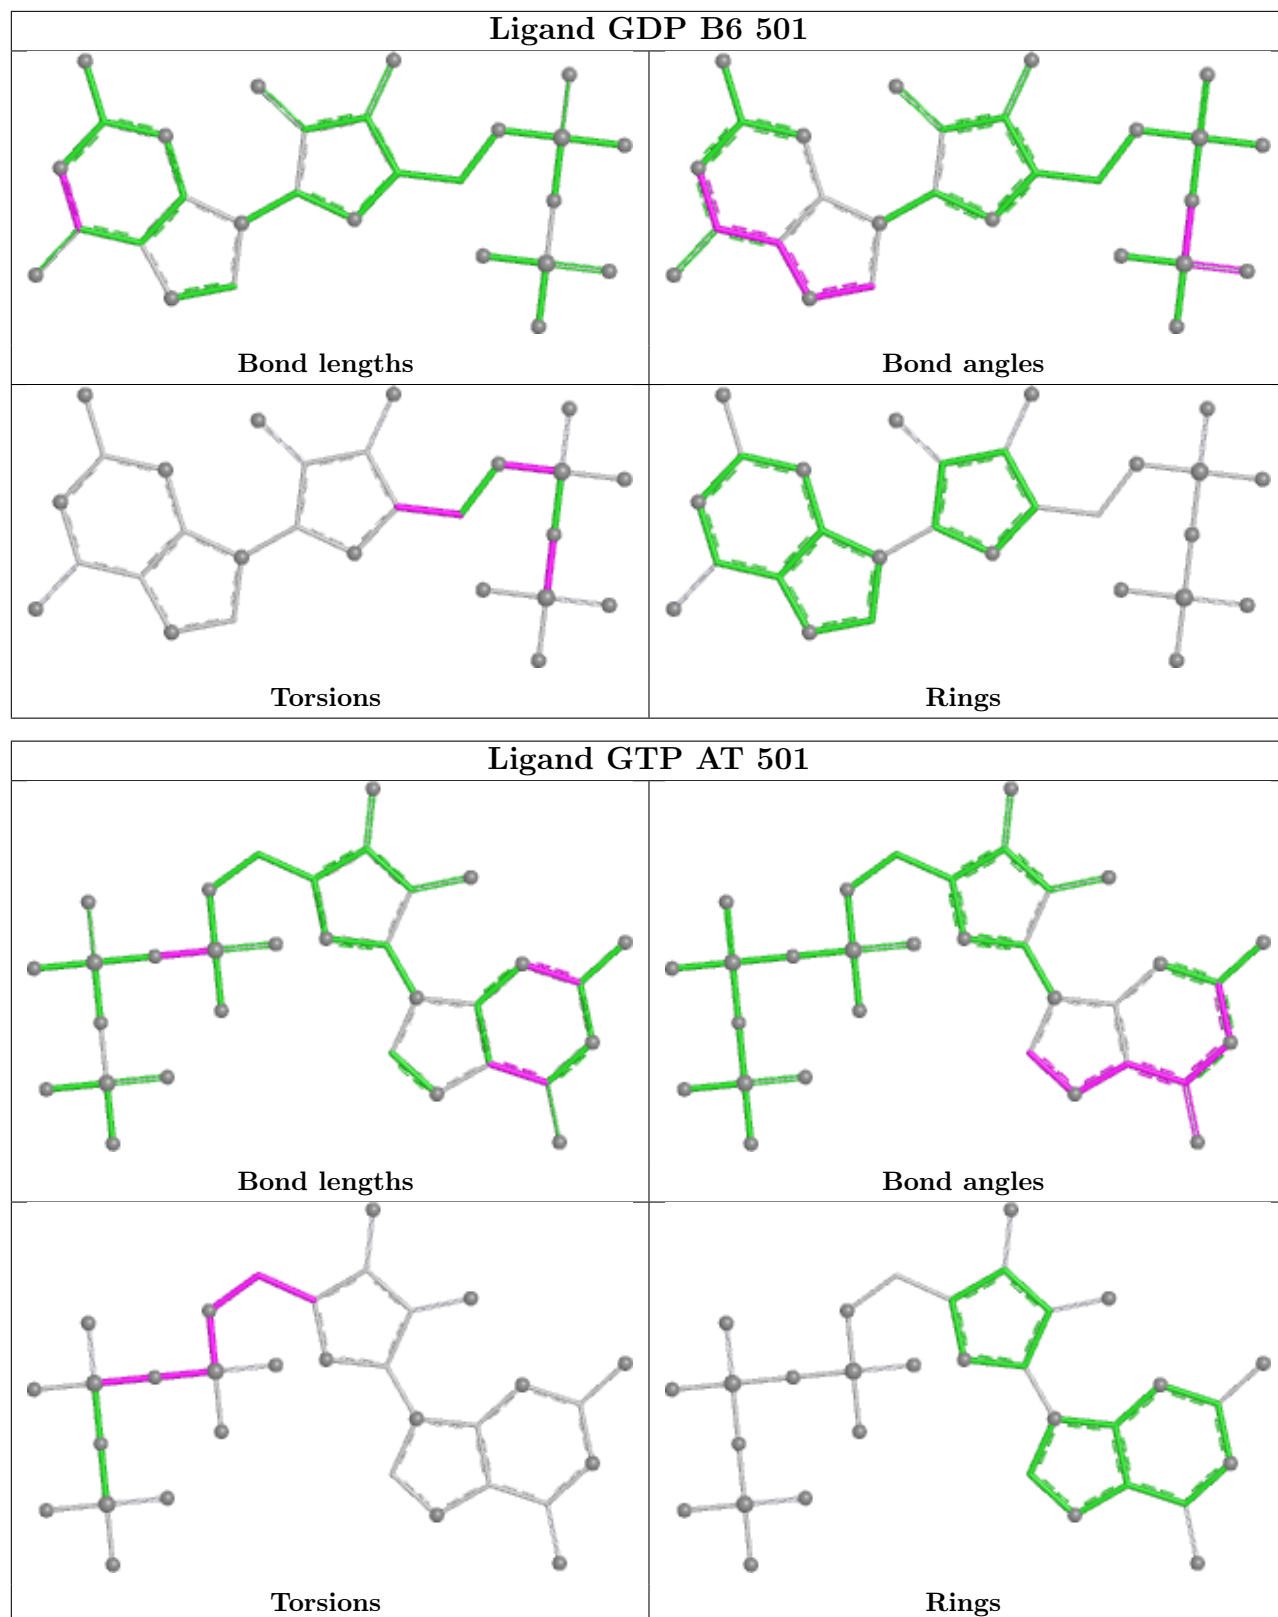 Ligand GDP B6 501
Bond lengths
Bond angles
Torsions
Rings
Ligand GTP AT 501
Bond lengths
Bond angles
Torsions
Rings